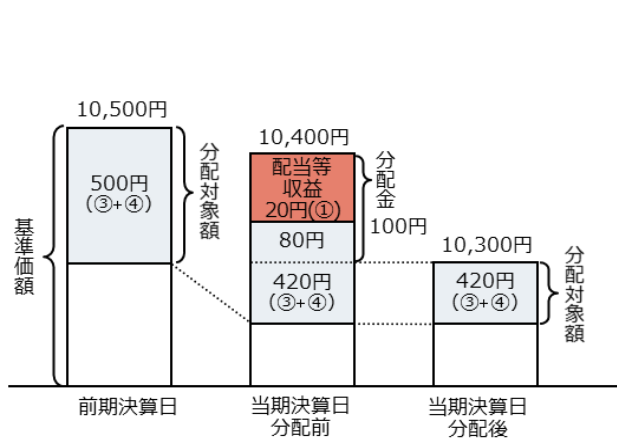 10,500円
500円
(③+④)
分配対象額
基準価額
前期決算日
10,400円
配当等
収益
20円(①)
80円
420円
(③+④)
分配金
100円
当期決算日
分配前
10,300円
420円
(③+④)
分配対象額
当期決算日
分配後